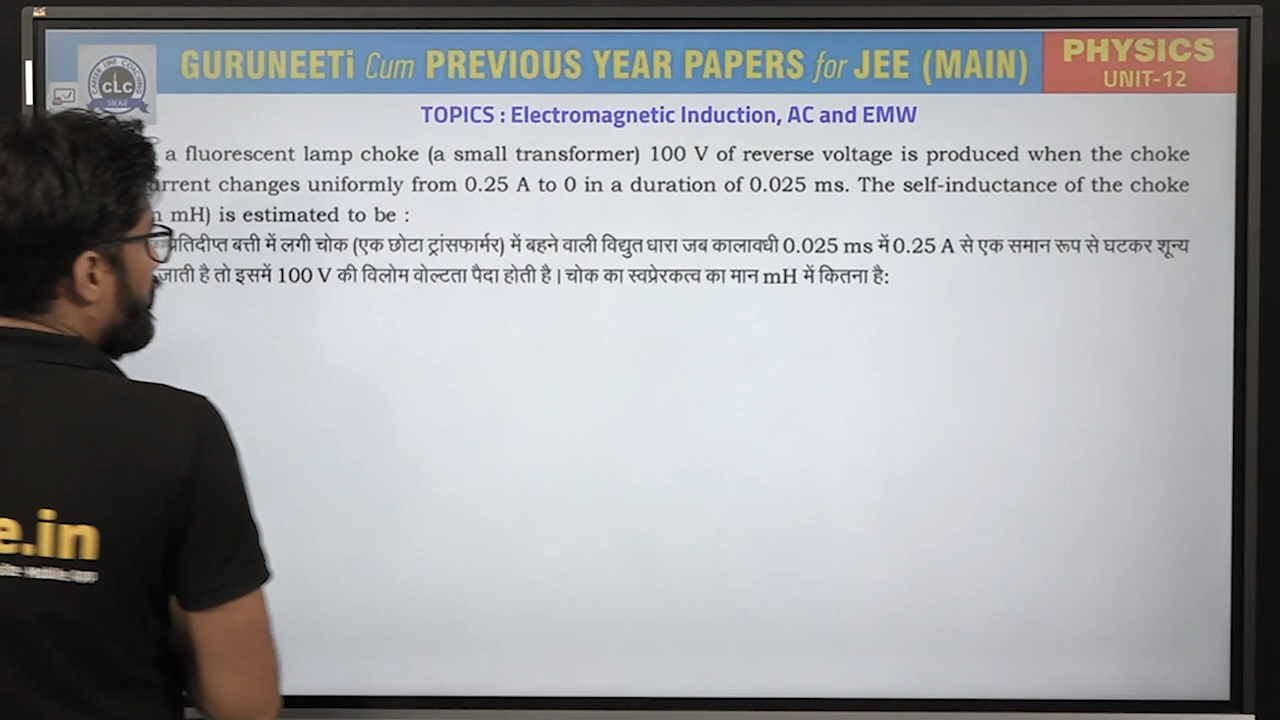 GURUNEETi Cum PREVIOUS YEAR PAPERS for JEE (MAIN)
PHYSICS
UNIT-12
CLC
SIKAR
TOPICS : Electromagnetic Induction, AC and EMW
a fluorescent lamp choke (a small transformer) 100 V of reverse voltage is produced when the choke
changes uniformly from 0.25 A to 0 in a duration of 0.025 ms. The self-inductance of the choke
mH) is estimated to be :
प्रतिदीप्त बत्ती में लगी चोक (एक छोटा ट्रांसफार्मर) में बहने वाली विद्युत धारा जब कालावधी 0.025 ms में 0.25 A से एक समान रूप से घटकर शून्य
जाती है तो इसमें 100 V की विलोम वोल्टता पैदा होती है। चोक का स्वप्रेरकत्व का मान mH में कितना है:
e.in